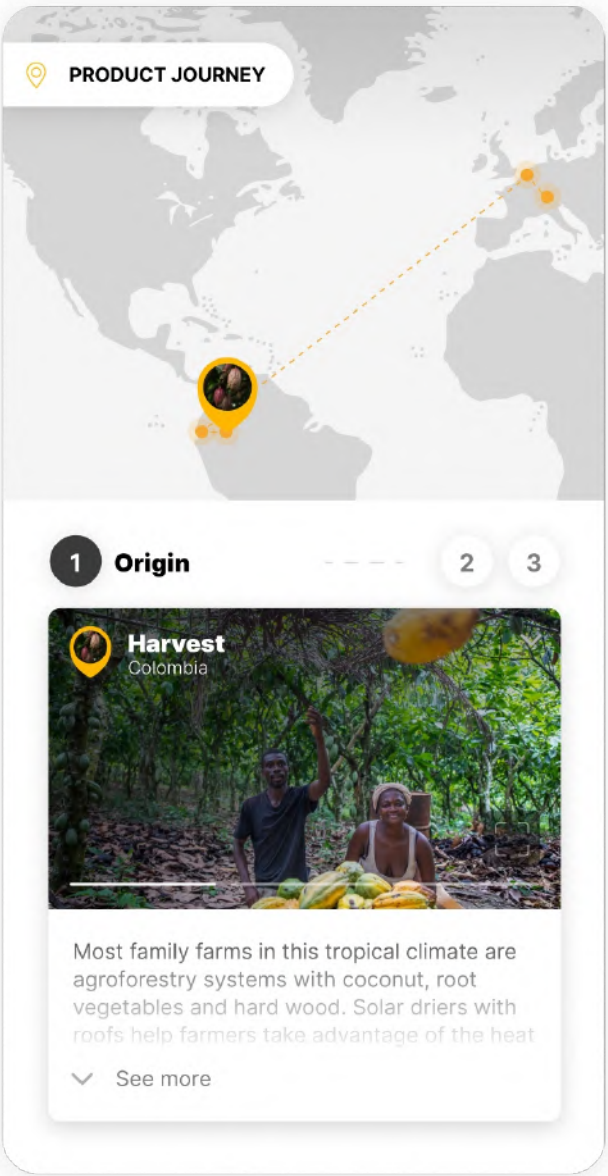 PRODUCT JOURNEY
1 Origin 2 3
Harvest
Colombia
Most family farms in this tropical climate are
agroforestry systems with coconut, root
vegetables and hard wood. Solar driers with
roofs help farmers take advantage of the heat
See more